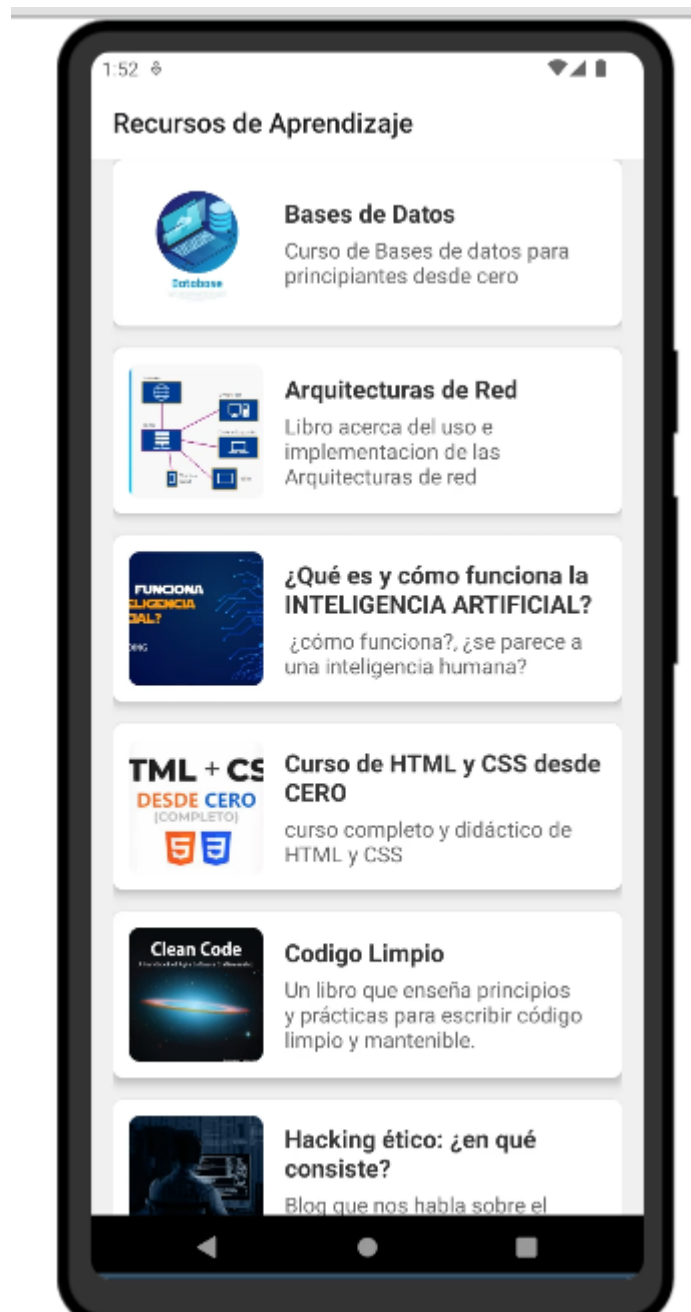 1:52
Recursos de Aprendizaje
Database
Bases de Datos
Curso de Bases de datos para
principiantes desde cero
Arquitecturas de Red
Libro acerca del uso e
implementacion de las
Arquitecturas de red
FUNCIONA
LIGENCIA
IAL?
¿Qué es y cómo funciona la
INTELIGENCIA ARTIFICIAL?
¿cómo funciona?, ¿se parece a
una inteligencia humana?
TML + CS
DESDE CERO
[COMPLETO]
Curso de HTML y CSS desde
CERO
curso completo y didáctico de
HTML y CSS
Clean Code
Codigo Limpio
Un libro que enseña principios
y prácticas para escribir código
limpio y mantenible.
Hacking ético: ¿en qué
consiste?
Blog que nos habla sobre el